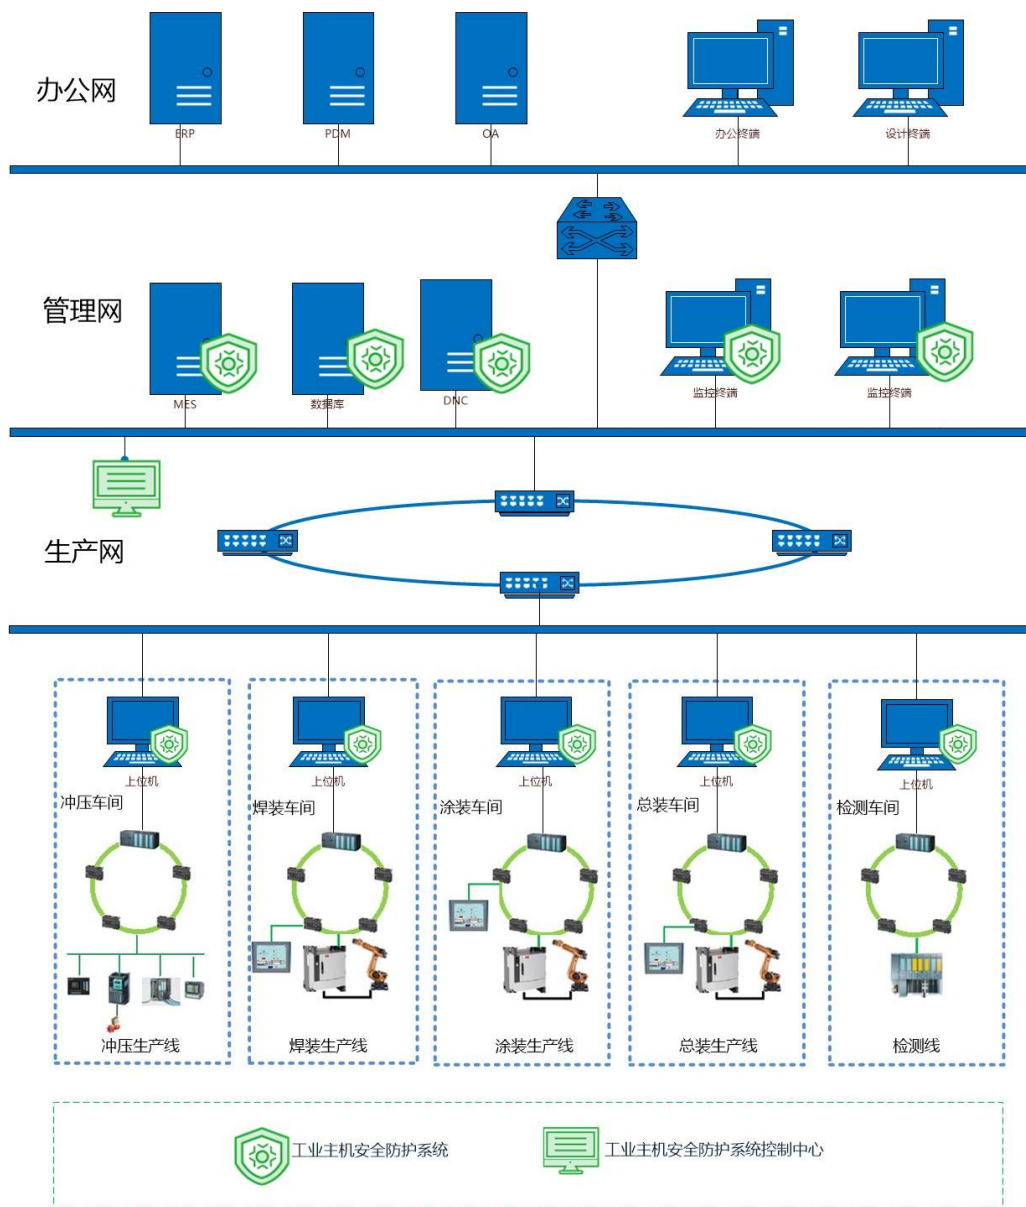 办公网
ERP
PDM
OA
办公终端
设计终端
管理网
MES
数据库
DNC
监控终端
监控终端
生产网
上位机
上位机
上位机
上位机
上位机
冲压车间
焊装车间
涂装车间
总装车间
检测车间
冲压生产线
焊装生产线
涂装生产线
总装生产线
检测线
工业主机安全防护系统
工业主机安全防护系统控制中心